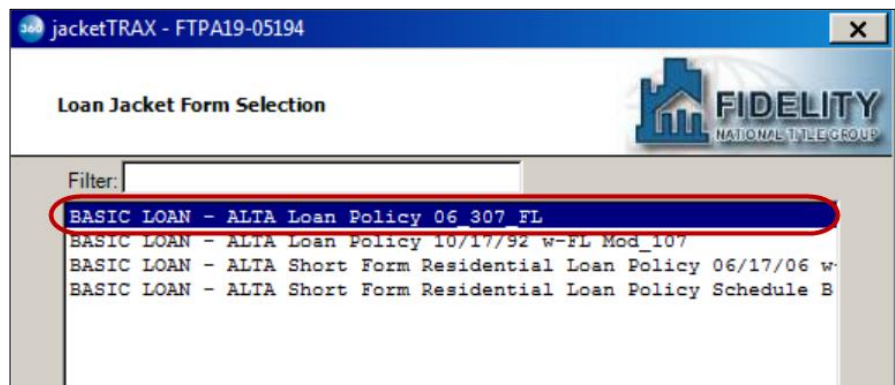 360 jacketTRAX - FTPA19-05194
Loan Jacket Form Selection
FIDELITY
NATIONAL TITLE GROUP
Filter:
BASIC LOAN - ALTA Loan Policy 06_307_FL
BASIC LOAN - ALTA Loan Policy 10/17/92 w-FL Mod_107
BASIC LOAN - ALTA Short Form Residential Loan Policy 06/17/06 w-
BASIC LOAN - ALTA Short Form Residential Loan Policy Schedule B